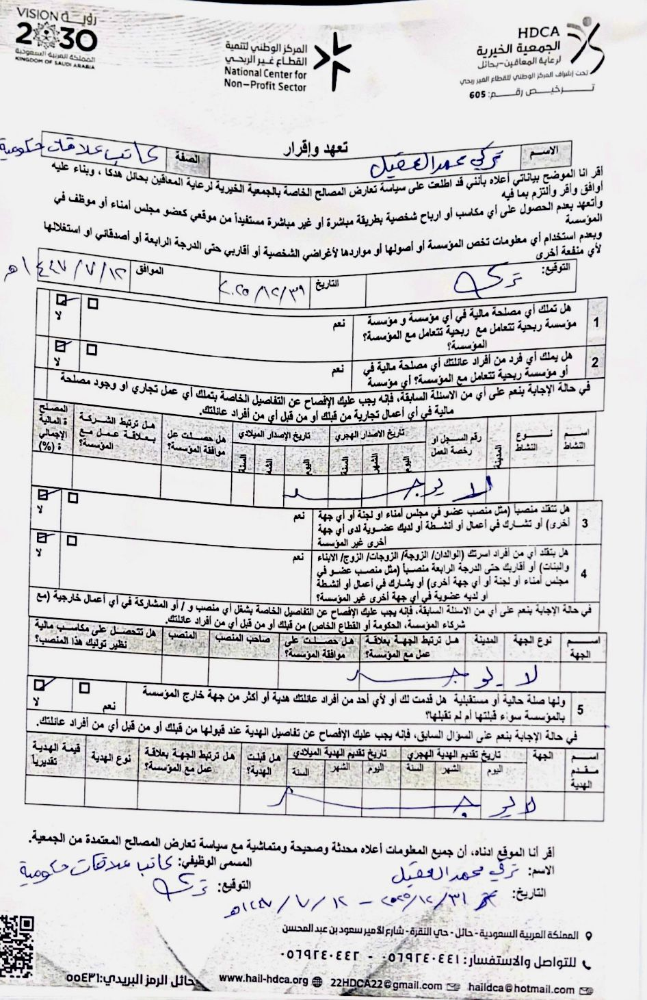 رؤيـــة VISION
2030
المملكة العربية السعودية
KINGDOM OF SAUDI ARABIA
المركز الوطني لتنمية
القطاع غير الربحي
National Center for
Non-Profit Sector
HDCA
الجمعية الخيرية
لرعاية المعاقين-بحائل
تحت إشراف المركز الوطني للقطاع الغير ربحي
تـــرخيـــص رقـــم: 605
تعهد وإقرار
الاسم تركي محمد العقيل الصفة كاتب علاقات حكومية
أقر انا الموضح بياناتي أعلاه بأنني قد اطلعت على سياسة تعارض المصالح الخاصة بالجمعية الخيرية لرعاية المعاقين بحائل هدكا ، وبناء عليه
أوافق وأقر وألتزم بما فيه
وأتعهد بعدم الحصول على أي مكاسب أو ارباح شخصية بطريقة مباشرة أو غير مباشرة مستفيداً من موقعي كعضو مجلس أمناء أو موظف في
المؤسسة
وبعدم استخدام أي معلومات تخص المؤسسة أو أصولها أو مواردها لأغراضي الشخصية أو أقاربي حتى الدرجة الرابعة أو أصدقائي او استغلالها
لأي منفعة أخرى
التوقيع: تركي التاريخ ٢٠٢٥/١٢/٣١ الموافق ١٤٤٧/٧/١٢هـ
1 هل تملك أي مصلحة مالية في أي مؤسسة و مؤسسة نعم لا
مؤسسة ربحية تتعامل مع ربحية تتعامل مع المؤسسة؟
المؤسسة؟
2 هل يملك أي فرد من أفراد عائلتك أي مصلحة مالية في نعم لا
أو مؤسسة ربحية تتعامل مع المؤسسة؟ أي مؤسسة
في حالة الإجابة بنعم على أي من الاسئلة السابقة، فإنه يجب عليك الإفصاح عن التفاصيل الخاصة بتملك أي عمل تجاري او وجود مصلحة
مالية في أي أعمال تجارية من قبلك أو من قبل أي من أفراد عائلتك.
اسـم النشاط نـــوع النشاط المدينة رقم السجل او رخصة العمل تاريخ الاصدار الهجري تاريخ الإصدار الميلادي هل حصلت على موافقة المؤسسة؟ هل ترتبط الشركة بعلاقة عمل مع المؤسسة؟ المصلحة المالية الإجمالية (%)
اليوم الشهر السنة اليوم الشهر السنة
لا يوجد
3 هل تتقلد منصباً (مثل منصب عضو في مجلس أمناء او لجنة أو أي جهة نعم لا
أخرى) أو تشارك في أعمال أو أنشطة أو لديك عضوية لدى أي جهة
أخرى غير المؤسسة
4 هل يتقلد أي من أفراد اسرتك (الوالدان/ الزوجة/ الزوجات/ الزوج/ الابناء نعم لا
والبنات) أو أقاربك حتى الدرجة الرابعة منصباً (مثل منصب عضو في
مجلس أمناء أو لجنة أو أي جهة أخرى) أو يشارك في أعمال أو أنشطة
أو لديه عضوية في أي جهة أخرى غير المؤسسة؟
في حالة الإجابة بنعم على أي من الاسئلة السابقة، فإنه يجب عليك الإفصاح عن التفاصيل الخاصة بشغل أي منصب و / أو المشاركة في أي أعمال خارجية (مع
شركاء المؤسسة، الحكومة أو القطاع الخاص) من قبلك أو من قبل أي من أفراد عائلتك.
اســـم الجهة نوع الجهة المدينة هل ترتبط الجهة بعلاقة عمل مع المؤسسة؟ هل حصلت على موافقة المؤسسة؟ صاحب المنصب المنصب هل تتحصل على مكاسب مالية نظير توليك هذا المنصب؟
لا يوجد
5 ولها صلة حالية أو مستقبلية هل قدمت لك أو لأي أحد من أفراد عائلتك هدية او أكثر من جهة خارج المؤسسة نعم لا
بالمؤسسة سواء قبلتها أم لم تقبلها؟
في حالة الإجابة بنعم على السؤال السابق، فإنه يجب عليك الإفصاح عن تفاصيل الهدية عند قبولها من قبلك أو من قبل أي من أفراد عائلتك.
اســـم مقدم الهدية الجهة تاريخ تقديم الهدية الهجري تاريخ تقديم الهدية الميلادي هل قبلت الهدية؟ هل ترتبط الجهة بعلاقة عمل مع المؤسسة؟ نوع الهدية قيمة الهدية تقديرياً
اليوم الشهر السنة اليوم الشهر السنة
لا يوجد
أقر أنا الموقع ادناه، أن جميع المعلومات أعلاه محدثة وصحيحة ومتماشية مع سياسة تعارض المصالح المعتمدة من الجمعية.
الاسم: تركي محمد العقيل المسمى الوظيفي: كاتب علاقات حكومية
التاريخ: ٢٠٢٥/١٢/٣١ - ١٤٤٧/٧/١٢هـ التوقيع: تركي
المملكة العربية السعودية - حائل - حي النقرة - شارع الأمير سعود بن عبد المحسن
للتواصل والاستفسار: ٠٥٦٩٢٤٠٤٤١ - ٠٥٦٩٢٤٠٤٤٢
haildca@hotmail.com 22HDCA22@gmail.com www.hail-hdca.org حائل الرمز البريدي: ٥٥٤٣١